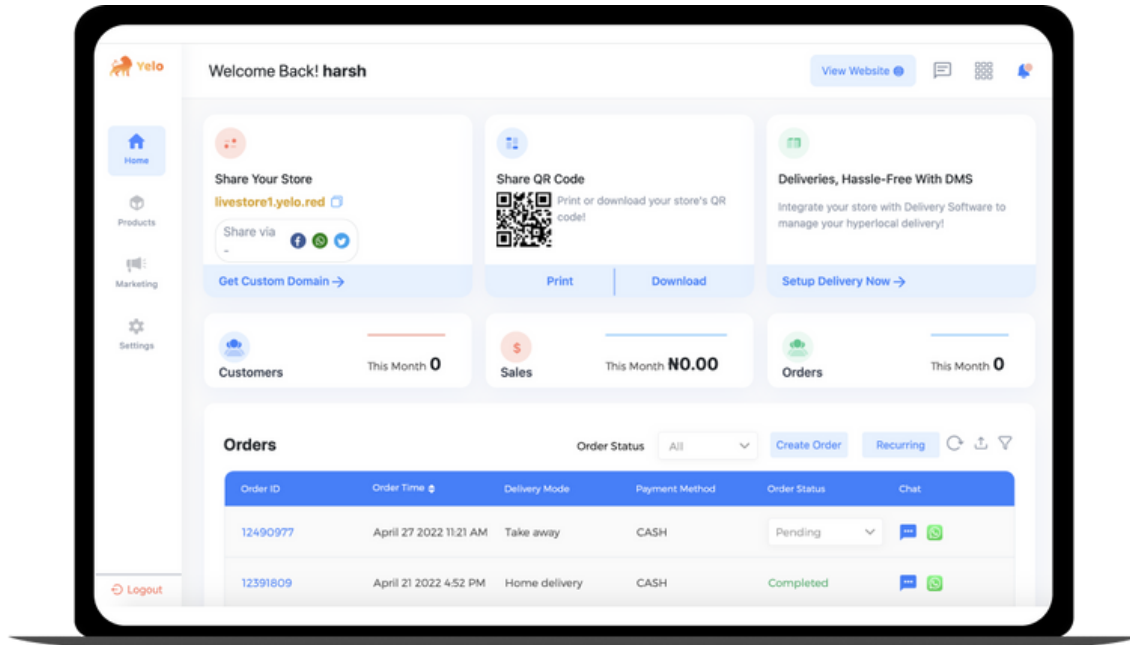 Yelo
Welcome Back! harsh
View Website
Home
Products
Marketing
Settings
Logout
Share Your Store
livestore1.yelo.red
Share via
-
Get Custom Domain →
Share QR Code
Print or download your store's QR
code!
Print
Download
Deliveries, Hassle-Free With DMS
Integrate your store with Delivery Software to
manage your hyperlocal delivery!
Setup Delivery Now →
Customers
This Month 0
$
Sales
This Month ₦0.00
Orders
This Month 0
Orders
Order Status All Create Order Recurring
Order ID Order Time Delivery Mode Payment Method Order Status Chat
12490977 April 27 2022 11:21 AM Take away CASH Pending
12391809 April 21 2022 4:52 PM Home delivery CASH Completed